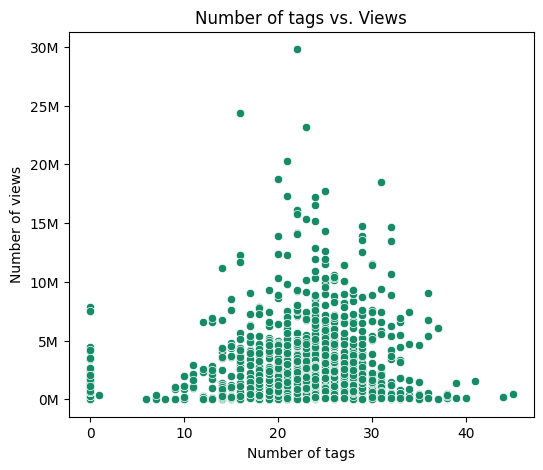 Number of tags vs. Views
30M
25M
20M
15M
10M
5M
0M
Number of views
0
10
20
30
40
Number of tags